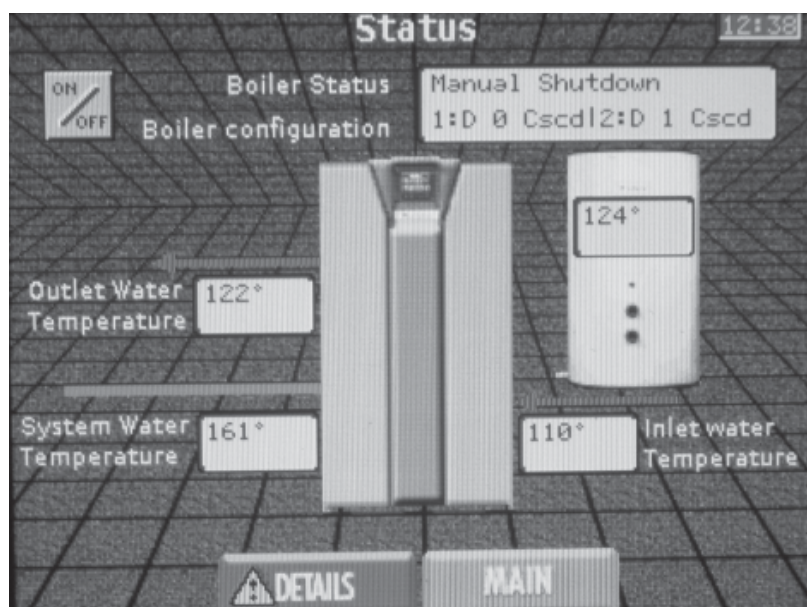 Status
12:38
ON
OFF
Boiler Status
Manual Shutdown
Boiler configuration
1:D 0 Cscd|2:D 1 Cscd
124°
Outlet Water
Temperature
122°
System Water
Temperature
161°
110°
Inlet water
Temperature
DETAILS
MAIN